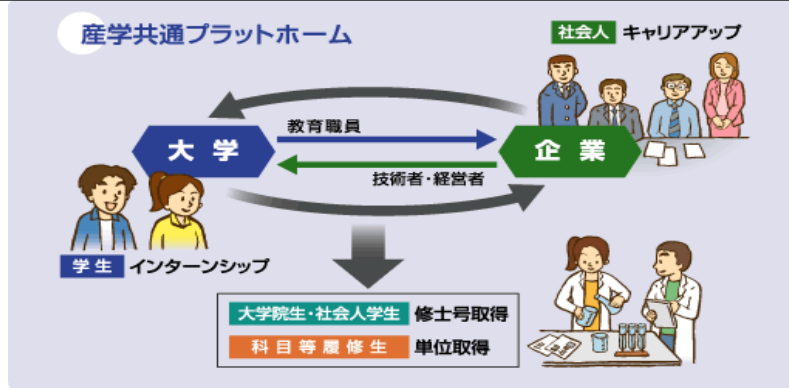 産学共通プラットホーム
社会人 キャリアアップ
教育職員
大学
企業
技術者・経営者
学生 インターンシップ
大学院生・社会人学生 修士号取得
科目等履修生 単位取得